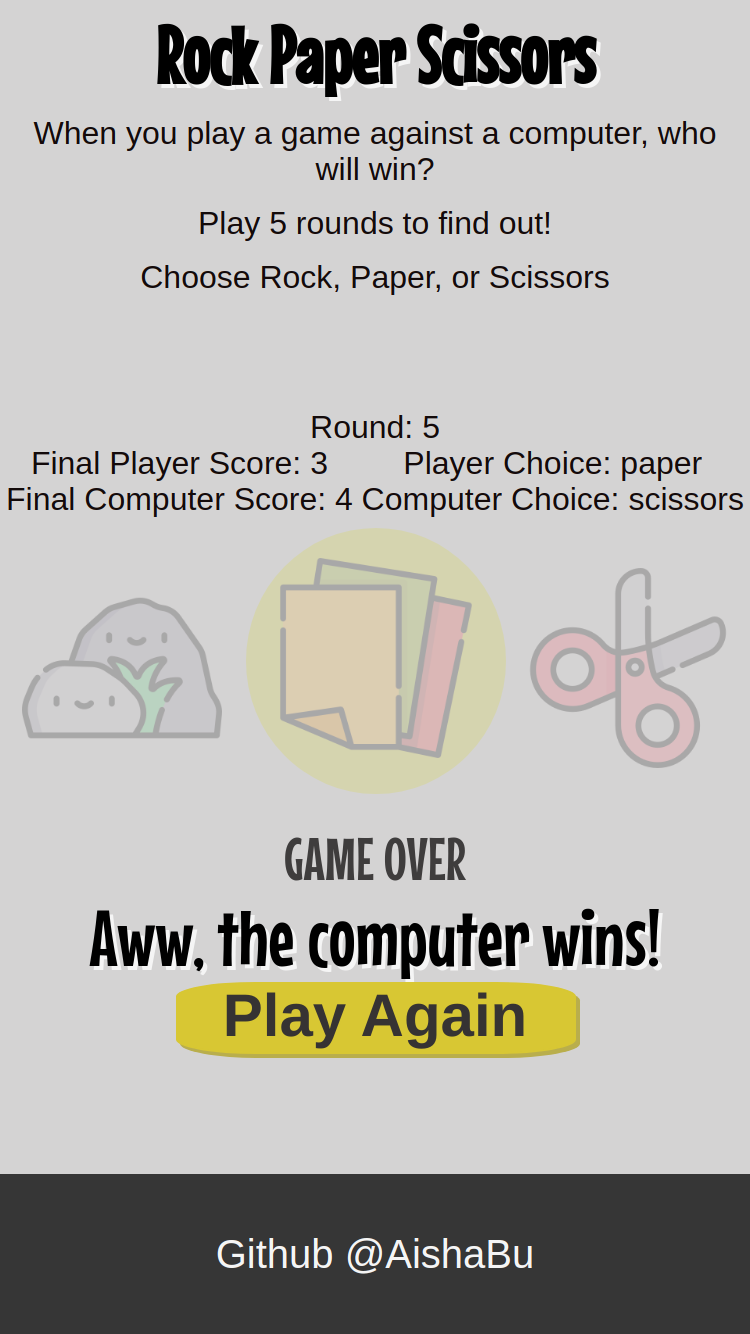 Rock Paper Scissors
When you play a game against a computer, who
will win?
Play 5 rounds to find out!
Choose Rock, Paper, or Scissors
Round: 5
Final Player Score: 3 Player Choice: paper
Final Computer Score: 4 Computer Choice: scissors
GAME OVER
Aww, the computer wins!
Play Again
Github @AishaBu